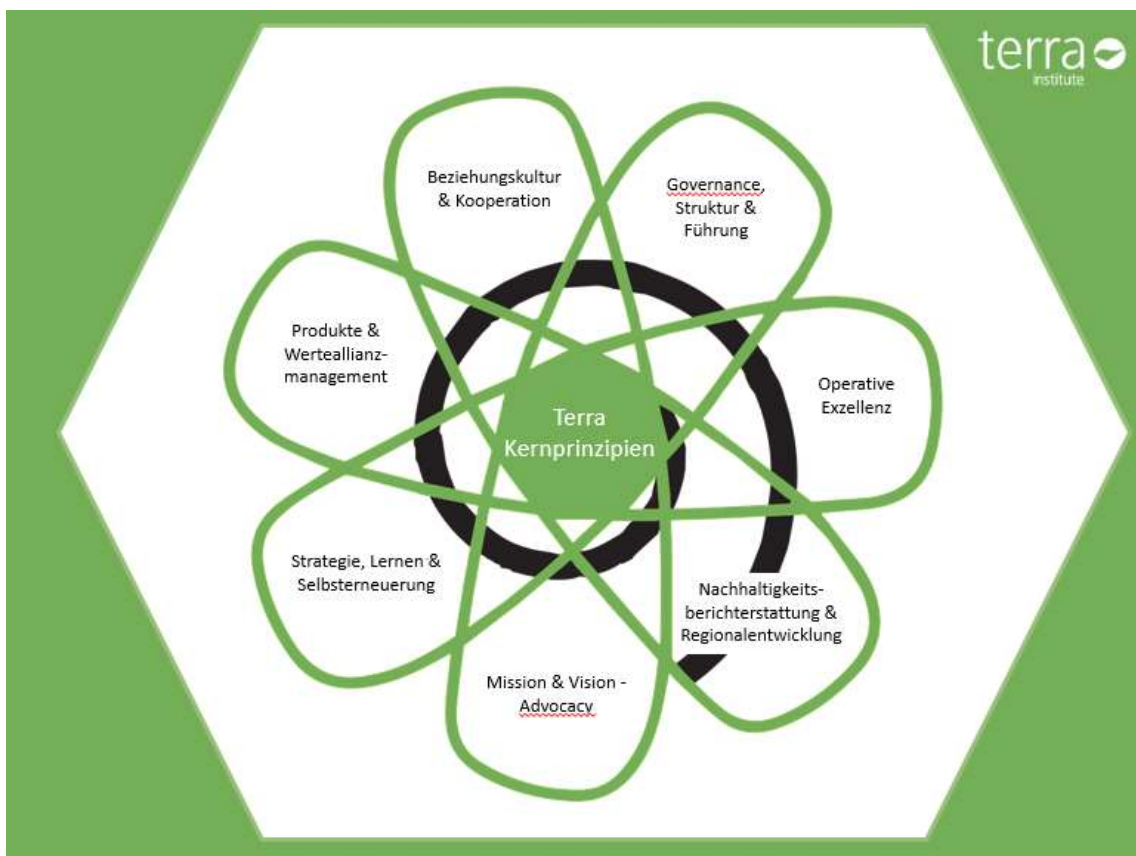 terra
institute
Beziehungskultur
& Kooperation
Governance,
Struktur &
Führung
Produkte &
Werteallianz-
management
Operative
Exzellenz
Terra
Kernprinzipien
Strategie, Lernen &
Selbsterneuerung
Nachhaltigkeits-
berichterstattung &
Regionalentwicklung
Mission & Vision -
Advocacy